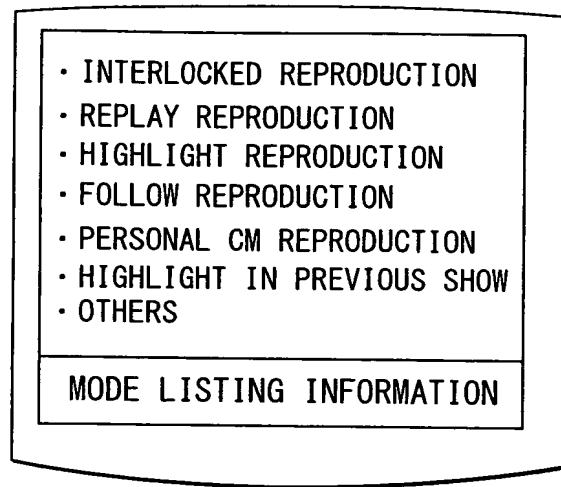 · INTERLOCKED REPRODUCTION
· REPLAY REPRODUCTION
· HIGHLIGHT REPRODUCTION
· FOLLOW REPRODUCTION
· PERSONAL CM REPRODUCTION
· HIGHLIGHT IN PREVIOUS SHOW
· OTHERS
MODE LISTING INFORMATION